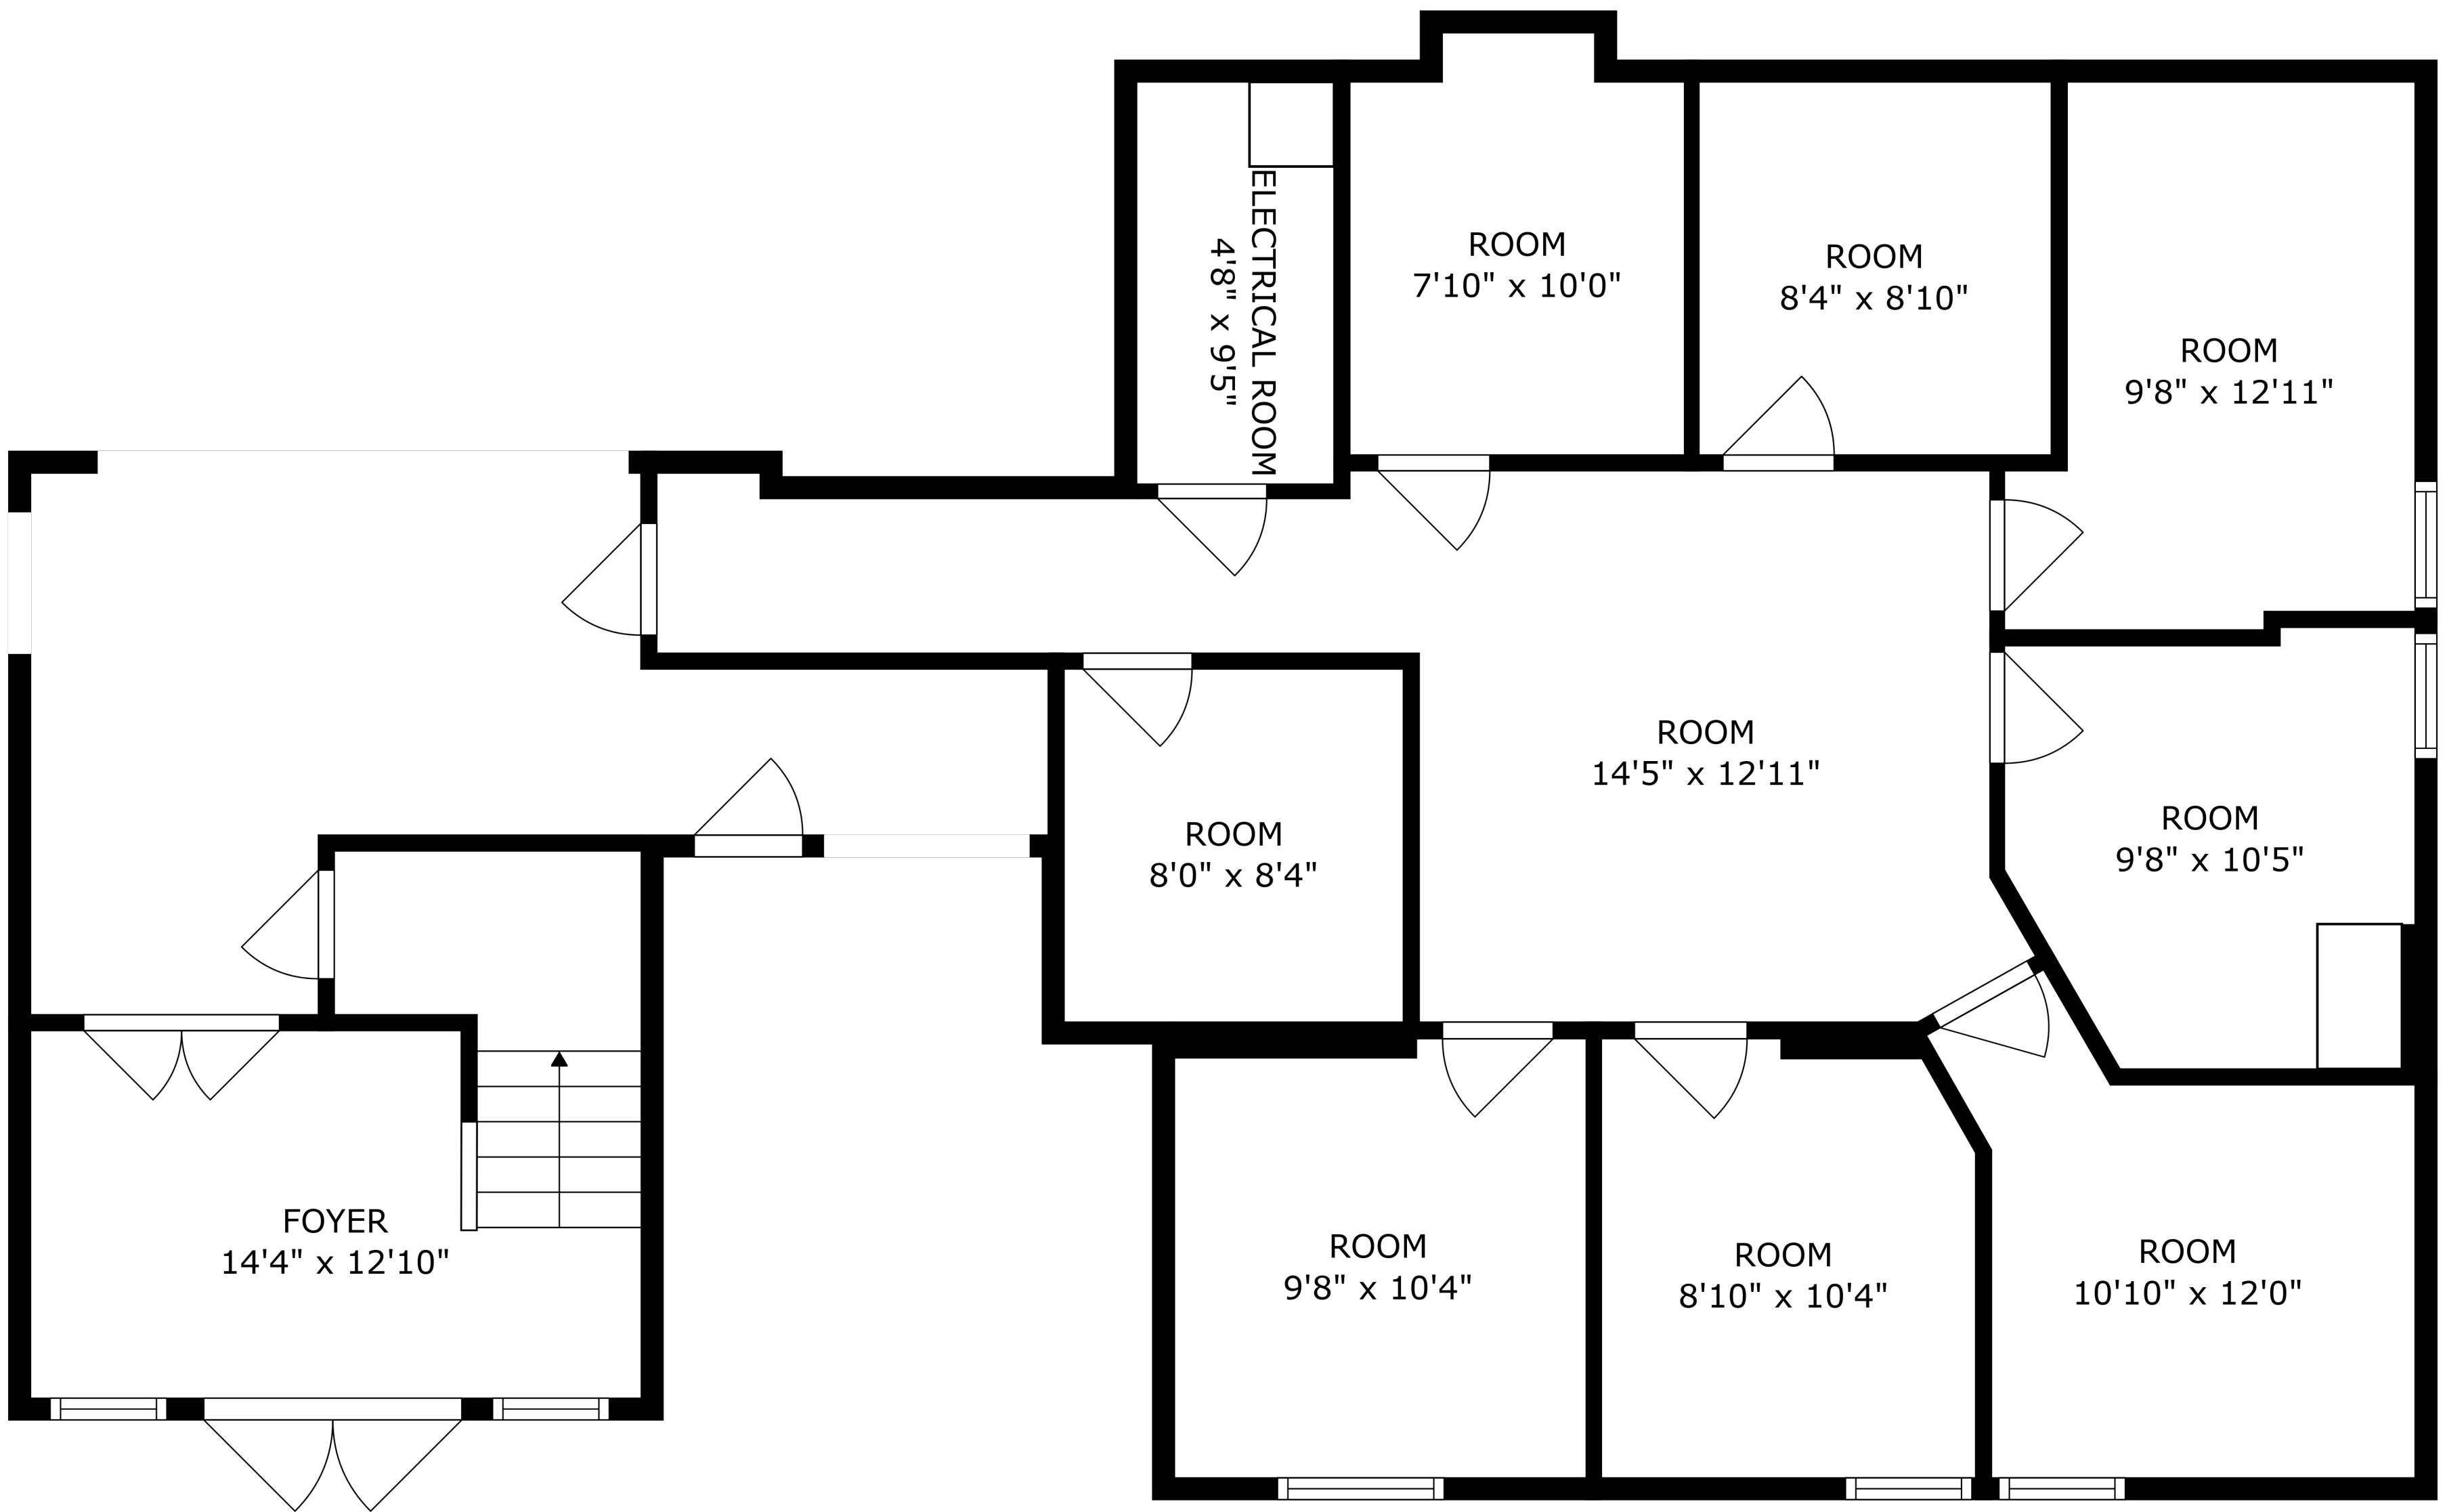 ELECTRICAL ROOM
4'8" x 9'5"
ROOM
7'10" x 10'0"
ROOM
8'4" x 8'10"
ROOM
9'8" x 12'11"
ROOM
14'5" x 12'11"
ROOM
9'8" x 10'5"
ROOM
8'0" x 8'4"
FOYER
14'4" x 12'10"
ROOM
9'8" x 10'4"
ROOM
8'10" x 10'4"
ROOM
10'10" x 12'0"